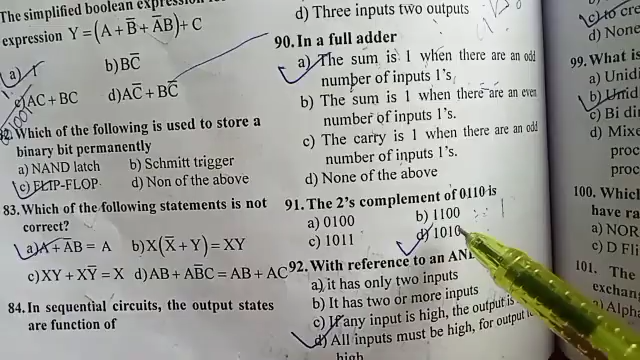 The simplified boolean expression
expression Y = (A + B̅ + A̅B) + C
a) 1 b) BC̅
c) AC + BC d) AC̅ + BC̅
82. Which of the following is used to store a
binary bit permanently
a) NAND latch b) Schmitt trigger
c) FLIP-FLOP d) Non of the above
83. Which of the following statements is not
correct?
a) A + A̅B = A b) X(X̅ + Y) = XY
c) XY + XY̅ = X d) AB + AB̅C = AB + AC
84. In sequential circuits, the output states
are function of
d) Three inputs two outputs
90. In a full adder
a) The sum is 1 when there are an odd
number of inputs 1's,
b) The sum is 1 when there are an even
number of inputs 1's.
c) The carry is 1 when there are an odd
number of inputs 1's.
d) None of the above
91. The 2's complement of 0110 is
a) 0100 b) 1100
c) 1011 d) 1010
92. With reference to an AN
a) it has only two inputs
b) It has two or more inputs
c) If any input is high, the output is
d) All inputs must be high, for output
high
c) to cre
d) None
99. What is
a) Unidi
b) Unid
c) Bi di
d) Mixe
proc
proc
100. Which
have ra
a) NOR
c) D Fli
101. The
exchan
a) Alpha